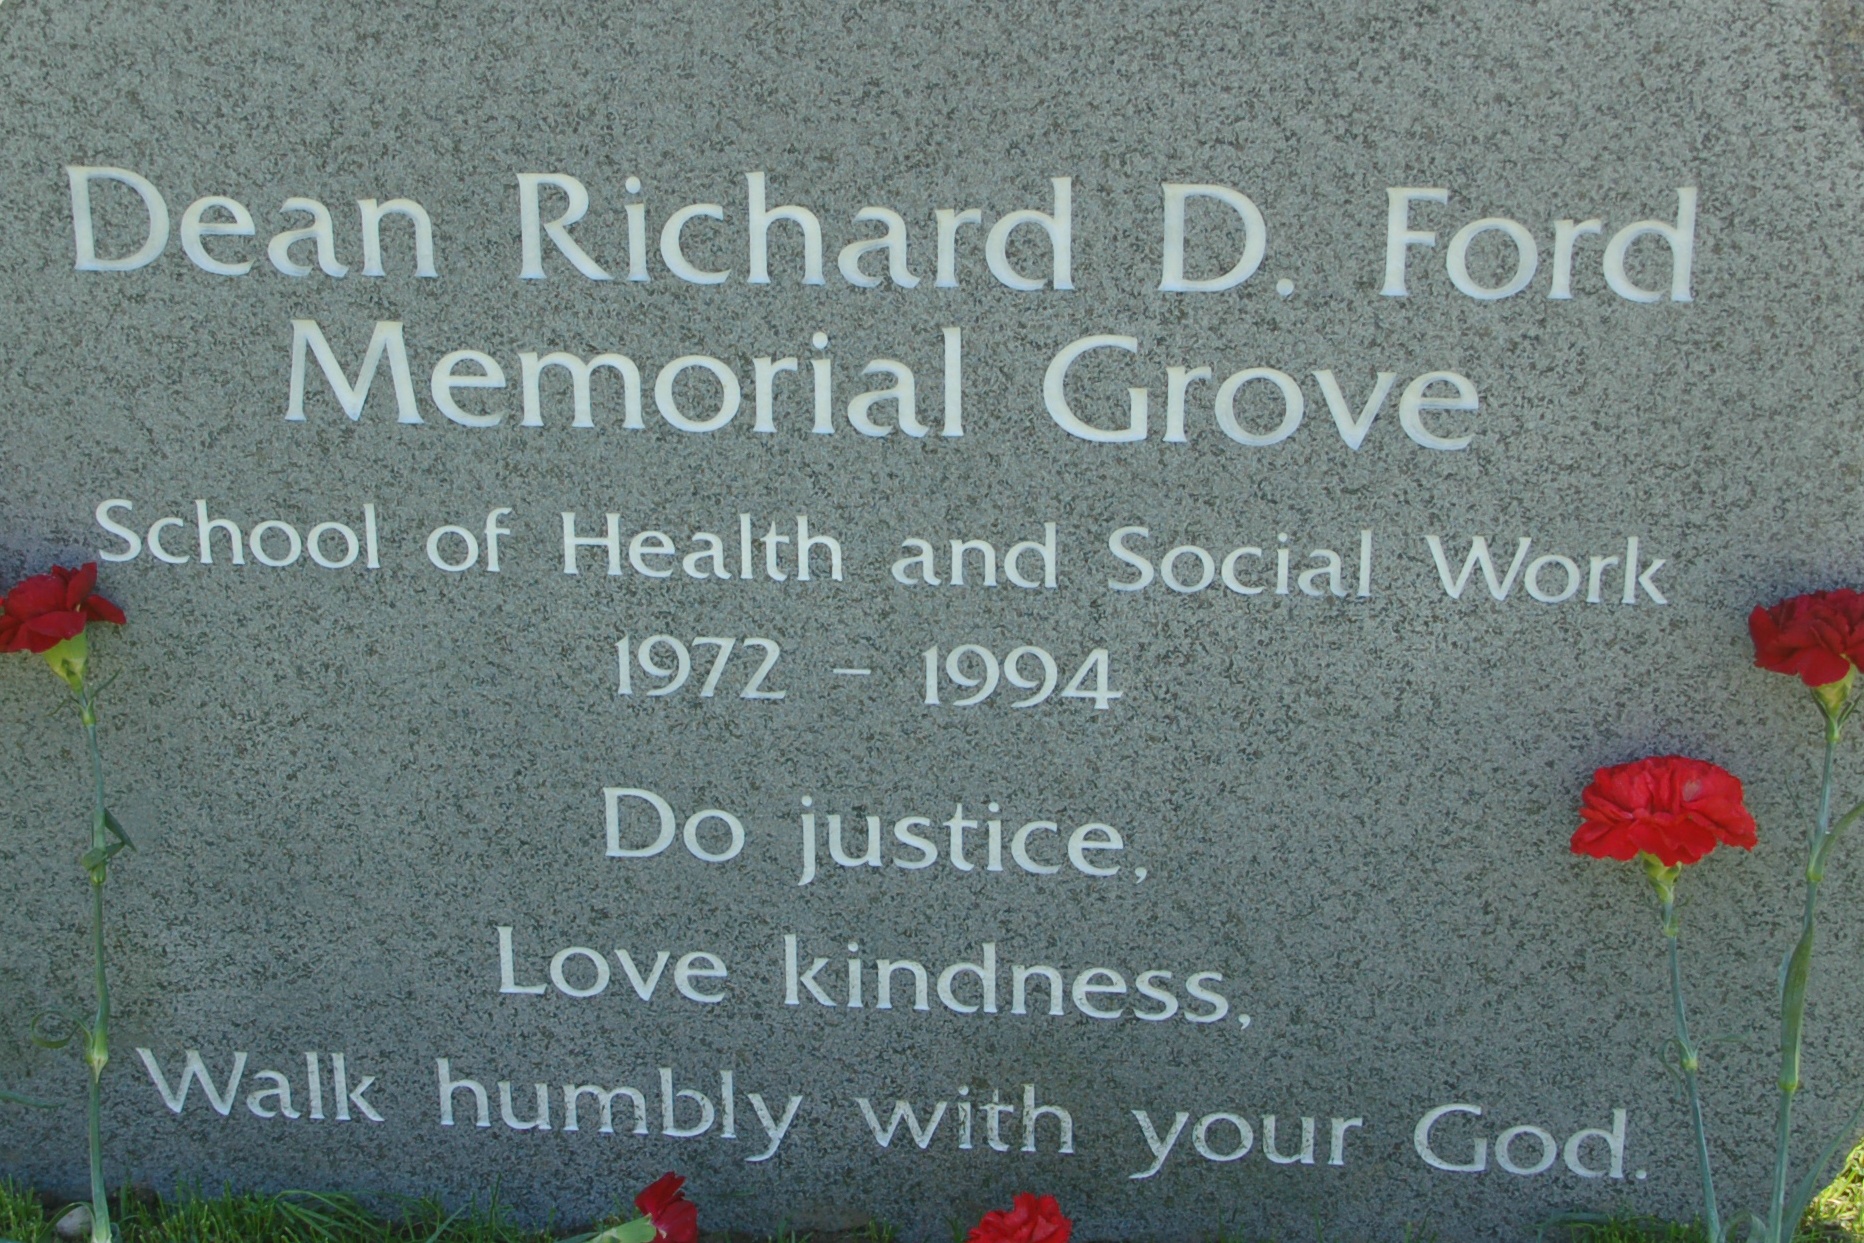 Dean Richard D. Ford
Memorial Grove
School of Health and Social Work
1972 - 1994
Do justice,
Love kindness,
Walk humbly with your God.